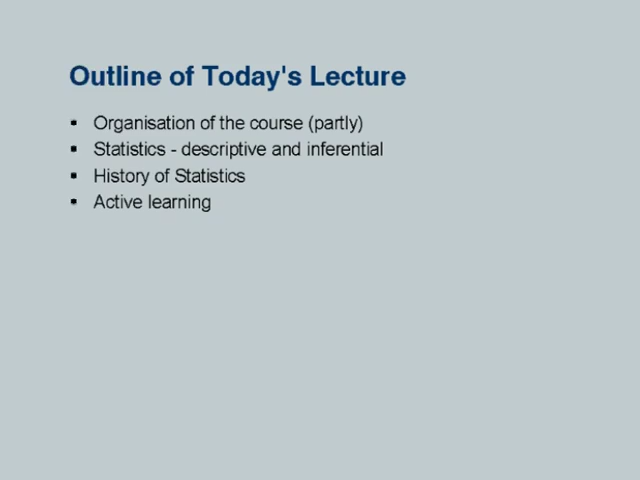 Outline of Today's Lecture
▪ Organisation of the course (partly)
▪ Statistics - descriptive and inferential
▪ History of Statistics
▪ Active learning